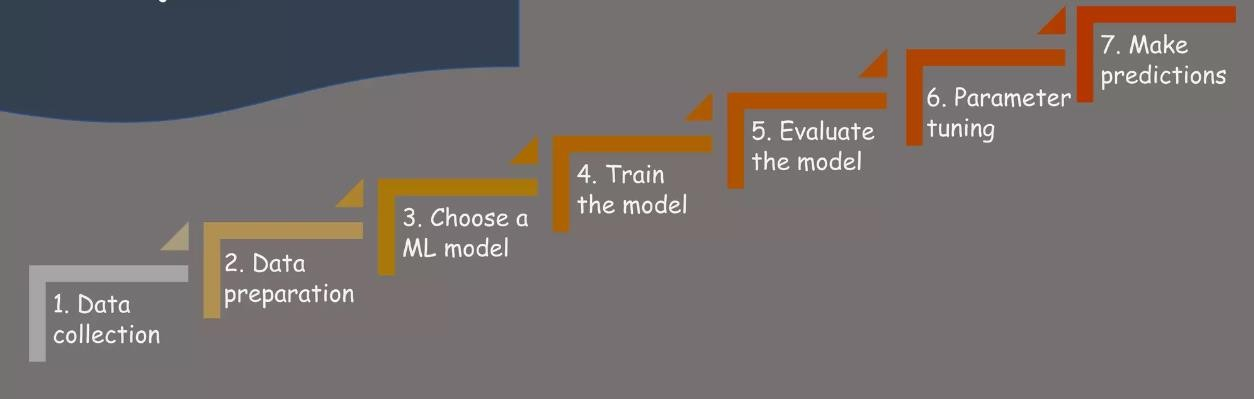 1. Data
collection
2. Data
preparation
3. Choose a
ML model
4. Train
the model
5. Evaluate
the model
6. Parameter
tuning
7. Make
predictions